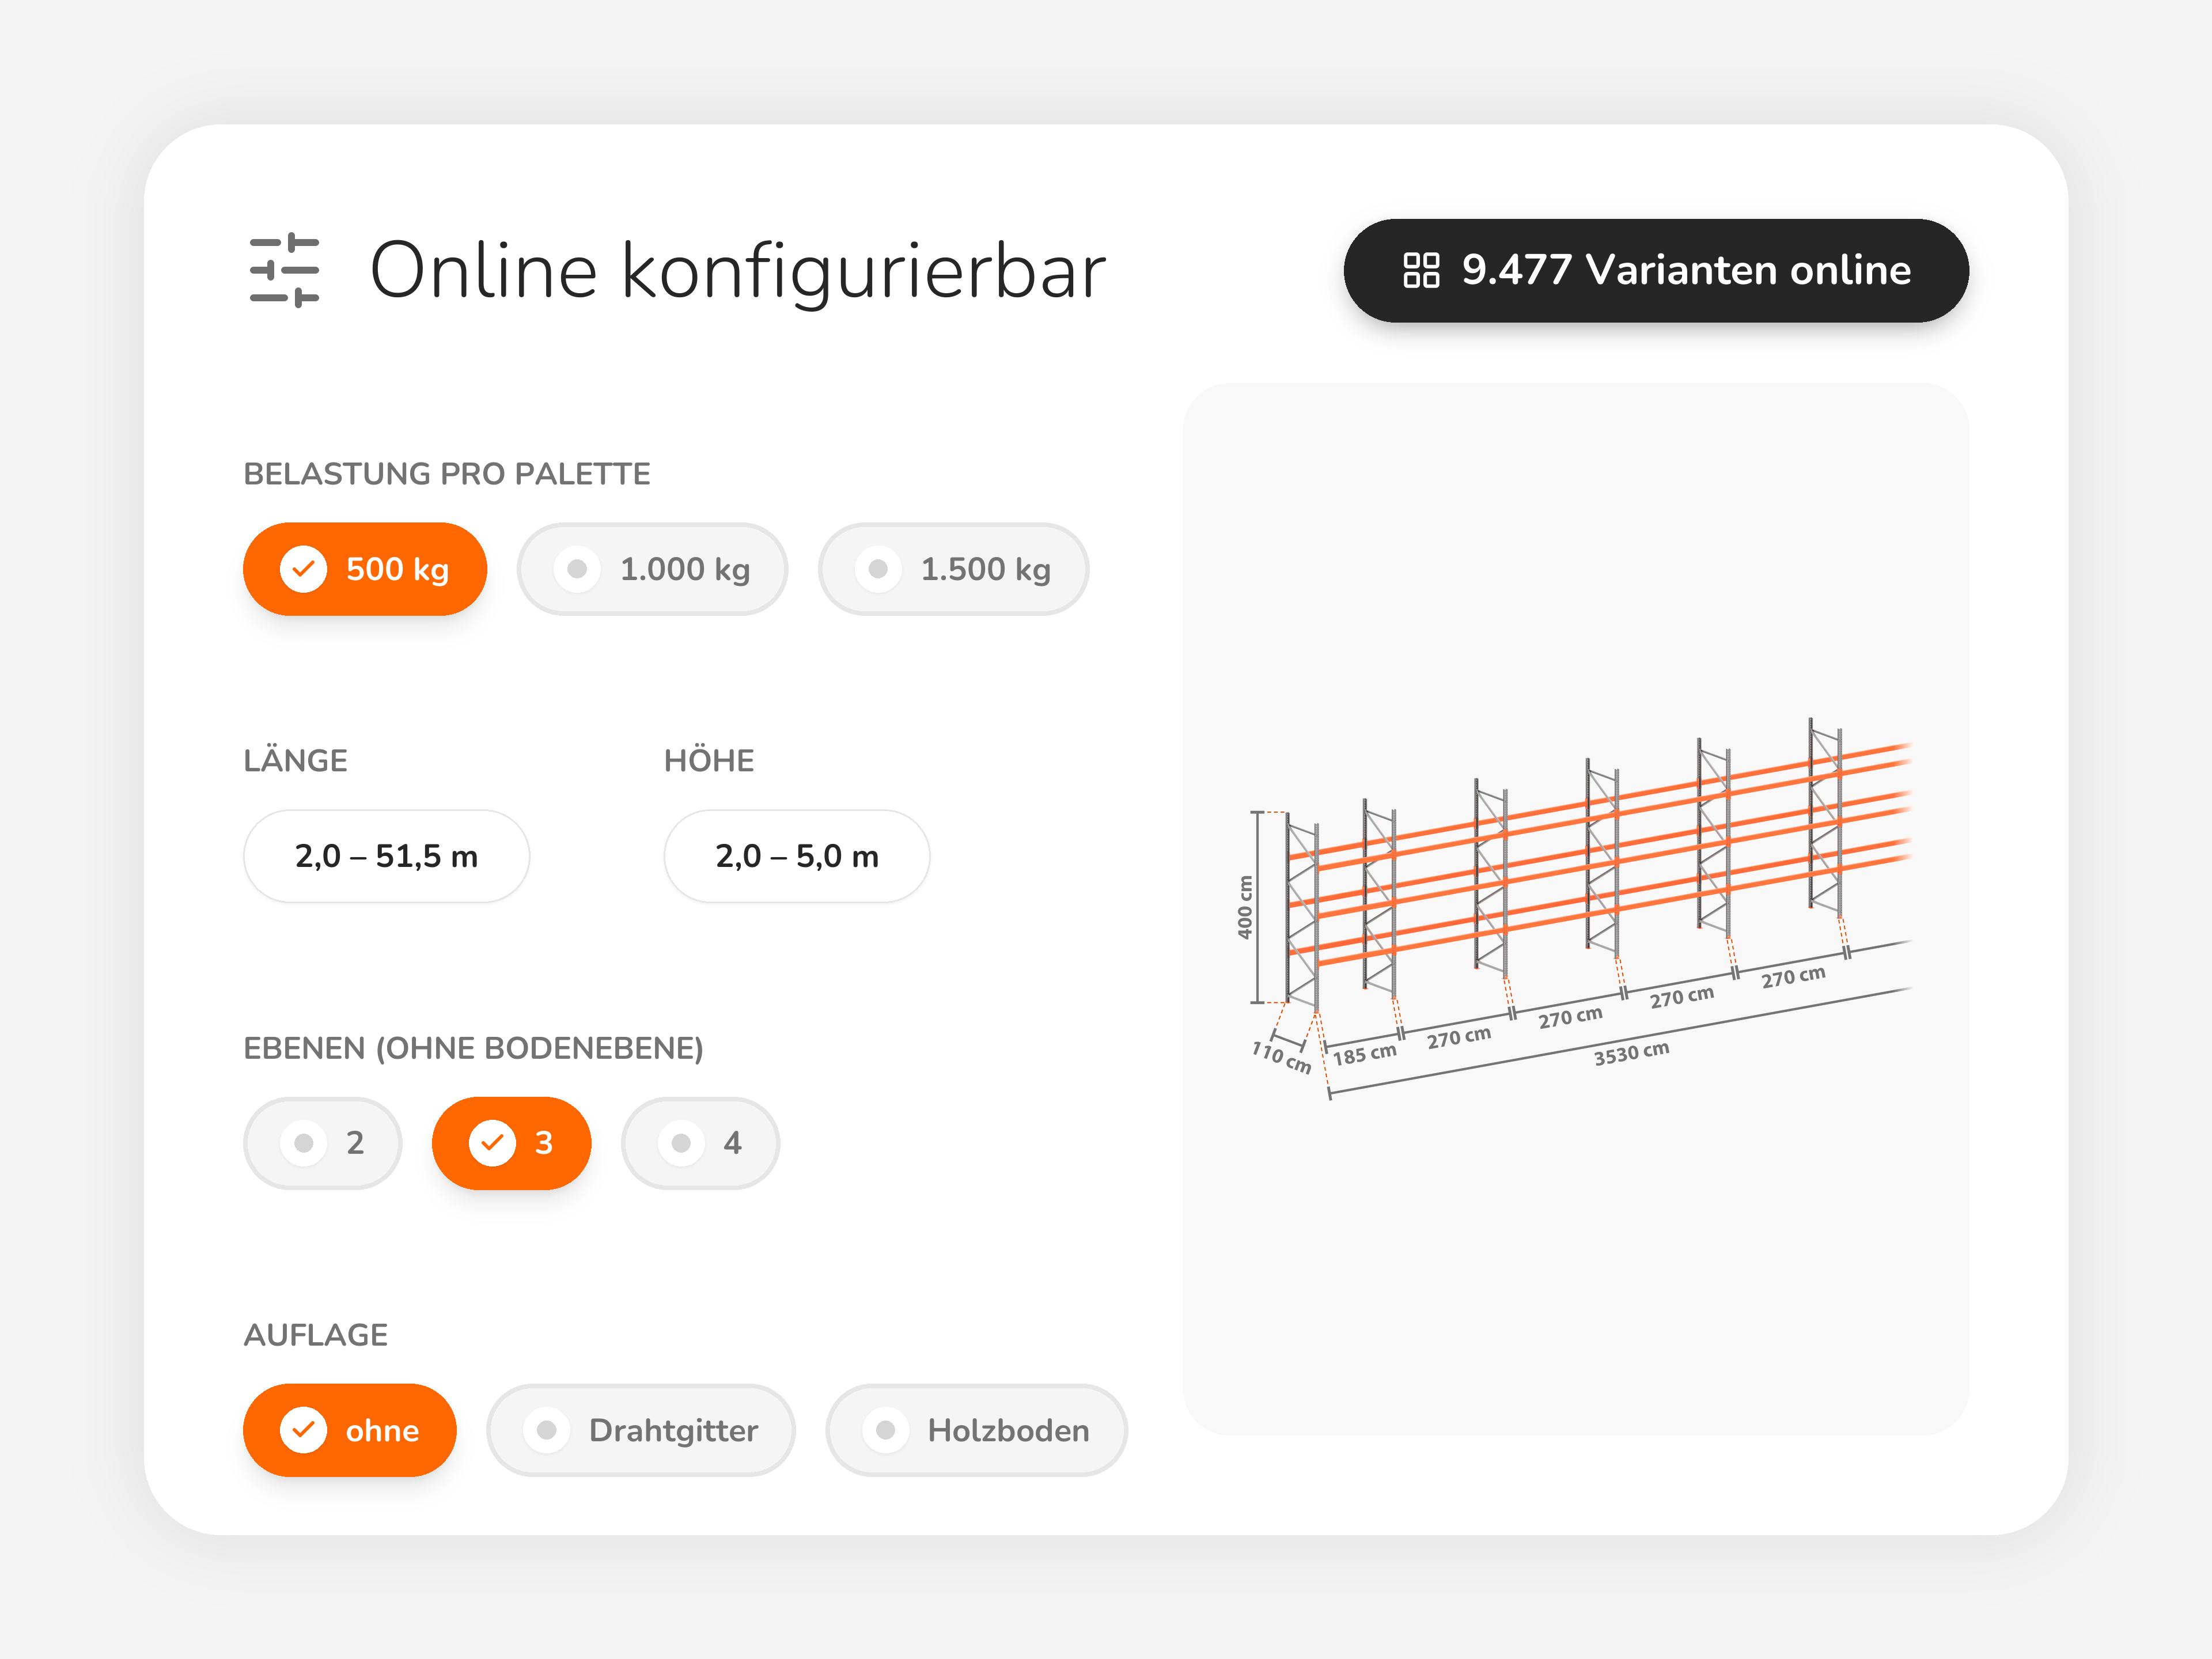 Online konfigurierbar
9.477 Varianten online
BELASTUNG PRO PALETTE
500 kg
1.000 kg
1.500 kg
LÄNGE
HÖHE
2,0 – 51,5 m
2,0 – 5,0 m
EBENEN (OHNE BODENEBENE)
2
3
4
AUFLAGE
ohne
Drahtgitter
Holzboden
400 cm
110 cm
185 cm
270 cm
270 cm
270 cm
270 cm
3530 cm